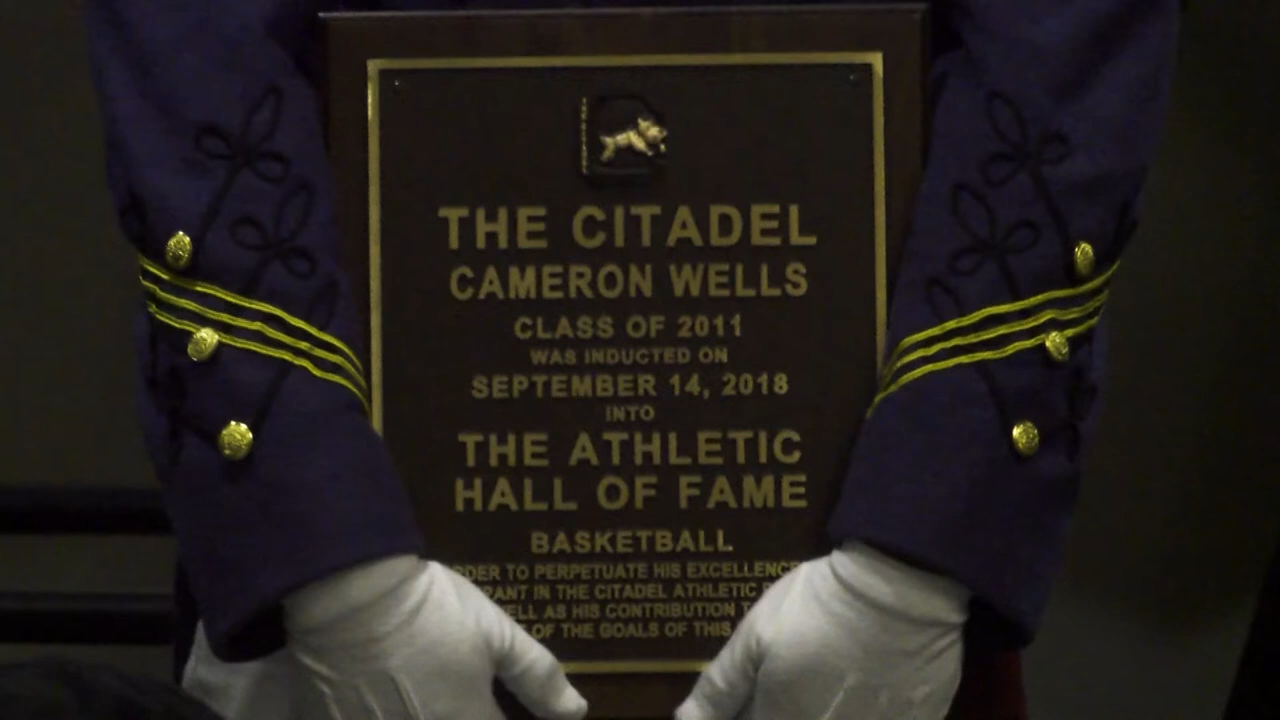 THE CITADEL
CAMERON WELLS
CLASS OF 2011
WAS INDUCTED ON
SEPTEMBER 14, 2018
INTO
THE ATHLETIC
HALL OF FAME
BASKETBALL
TO PERPETUATE HIS EXCELLENCE
IN THE CITADEL ATHLETIC
AS HIS CONTRIBUTION
OF THE GOALS OF THIS